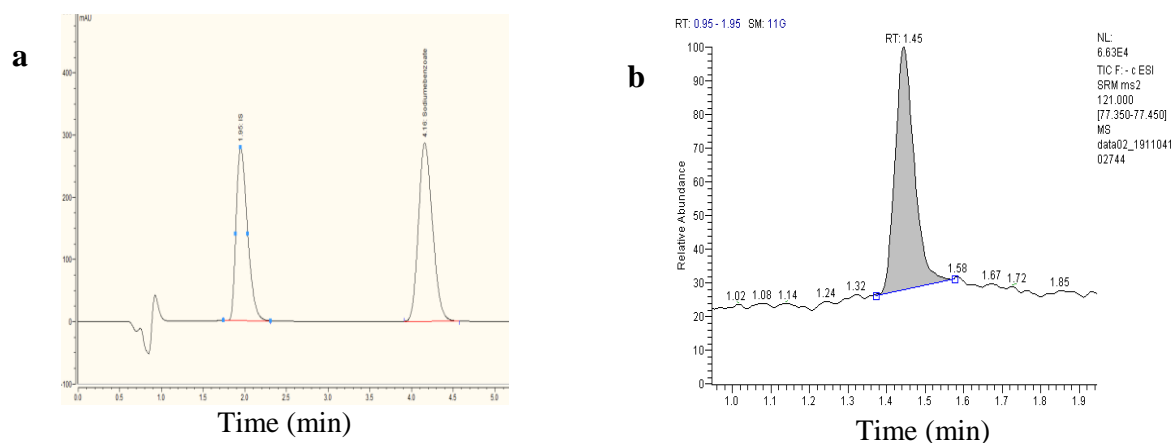 a
mAU
400
300
200
100
0
-100
1.95: IS
4.16: Sodiumebenzoate
0.0 0.5 1.0 1.5 2.0 2.5 3.0 3.5 4.0 4.5 5.0
Time (min)
b
RT: 0.95 - 1.95 SM: 11G
RT: 1.45
NL:
6.63E4
TIC F: - c ESI
SRM ms2
121.000
[77.350-77.450]
MS
data02_1911041
02744
Relative Abundance
100
90
80
70
60
50
40
30
20
10
0
1.02 1.08 1.14 1.24 1.32 1.58 1.67 1.72 1.85
1.0 1.1 1.2 1.3 1.4 1.5 1.6 1.7 1.8 1.9
Time (min)